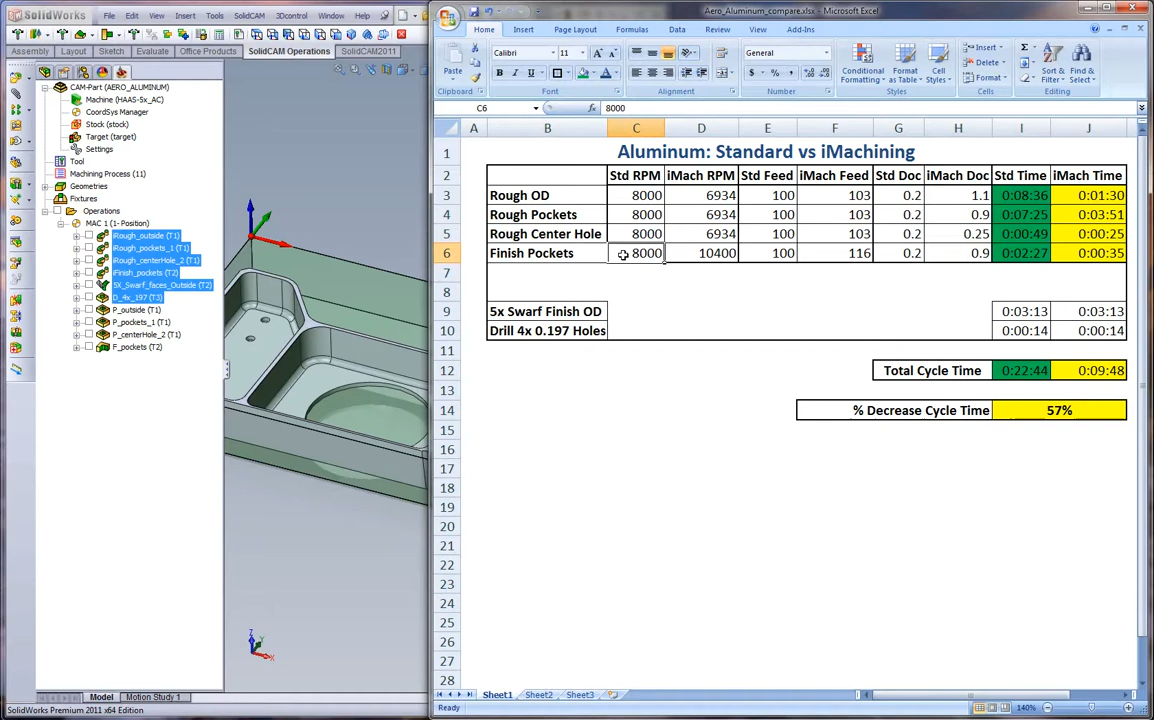 SolidWorks File Edit View Insert Tools SolidCAM 3Dcontrol Window
Aero_Aluminum_compare.xlsx - Microsoft Excel
Home Insert Page Layout Formulas Data Review View Add-Ins
Assembly Layout Sketch Evaluate Office Products SolidCAM Operations SolidCAM2011
Paste
Clipboard
Calibri 11
Font
Alignment
General
Number
Conditional Formatting
Format as Table
Cell Styles
Styles
Insert
Delete
Format
Cells
Sort & Filter
Find & Select
Editing
C6 fx 8000
CAM-Part (AERO_ALUMINUM)
Machine (HAAS-5x_AC)
CoordSys Manager
Stock (stock)
Target (target)
Settings
Tool
Machining Process (11)
Geometries
Fixtures
Operations
MAC 1 (1- Position)
iRough_outside (T1)
iRough_pockets_1 (T1)
iRough_centerHole_2 (T1)
iFinish_pockets (T2)
5X_Swarf_faces_Outside (T2)
D_4x_197 (T3)
P_outside (T1)
P_pockets_1 (T1)
P_centerHole_2 (T1)
F_pockets (T2)
A B C D E F G H I J
1 Aluminum: Standard vs iMachining
2 Std RPM iMach RPM Std Feed iMach Feed Std Doc iMach Doc Std Time iMach Time
3 Rough OD 8000 6934 100 103 0.2 1.1 0:08:36 0:01:30
4 Rough Pockets 8000 6934 100 103 0.2 0.9 0:07:25 0:03:51
5 Rough Center Hole 8000 6934 100 103 0.2 0.25 0:00:49 0:00:25
6 Finish Pockets 8000 10400 100 116 0.2 0.9 0:02:27 0:00:35
7
8
9 5x Swarf Finish OD 0:03:13 0:03:13
10 Drill 4x 0.197 Holes 0:00:14 0:00:14
11
12 Total Cycle Time 0:22:44 0:09:48
13
14 % Decrease Cycle Time 57%
15
16
17
18
19
20
21
22
23
24
25
26
27
28
Z
Y
X
Model Motion Study 1
Sheet1 Sheet2 Sheet3
SolidWorks Premium 2011 x64 Edition
Ready 140%